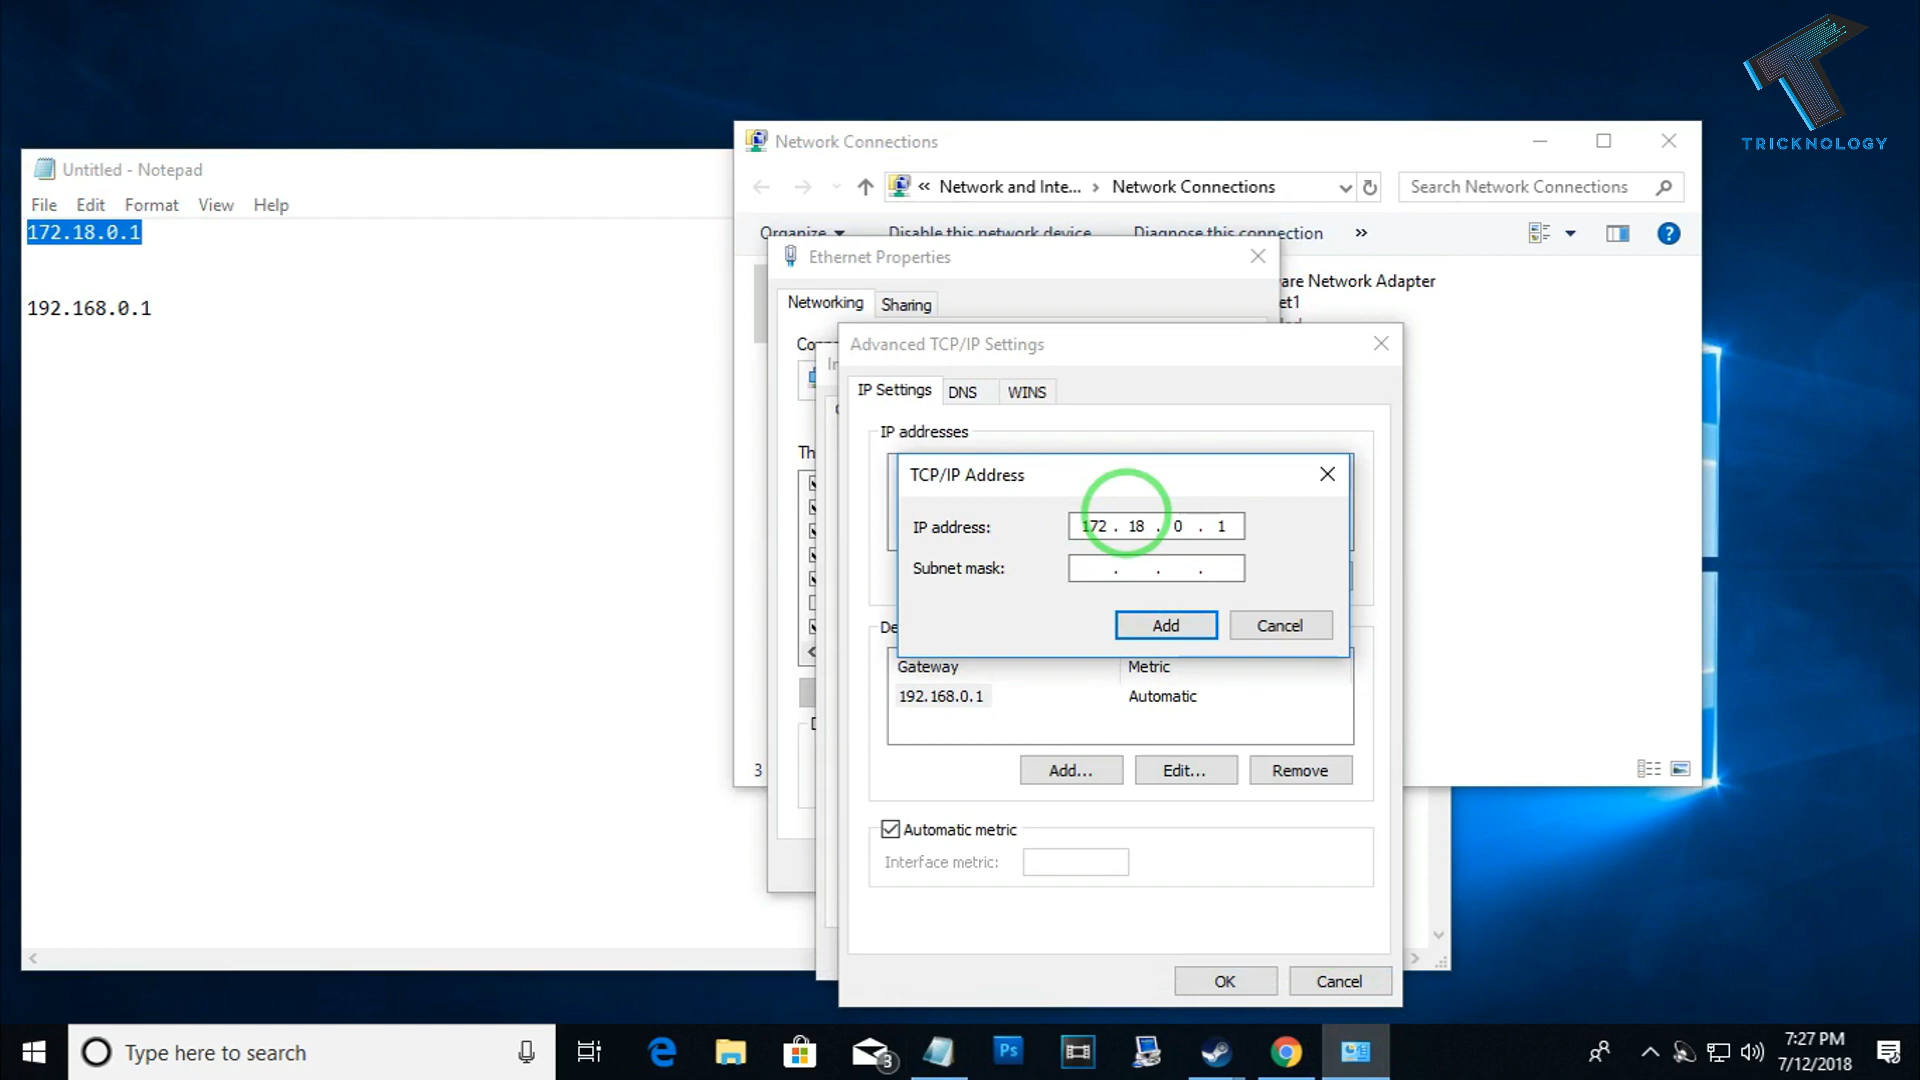 TRICKNOLOGY
Untitled - Notepad
File Edit Format View Help
172.18.0.1
192.168.0.1
Network Connections
« Network and Inte... › Network Connections
Search Network Connections
Organize Disable this network device Diagnose this connection »
Network Adapter
Ethernet Properties
Networking Sharing
Advanced TCP/IP Settings
IP Settings DNS WINS
IP addresses
TCP/IP Address
IP address: 172 . 18 . 0 . 1
Subnet mask: . . .
Add Cancel
Gateway Metric
192.168.0.1 Automatic
3
Add... Edit... Remove
Automatic metric
Interface metric:
OK Cancel
Type here to search
3
Ps
7:27 PM
7/12/2018